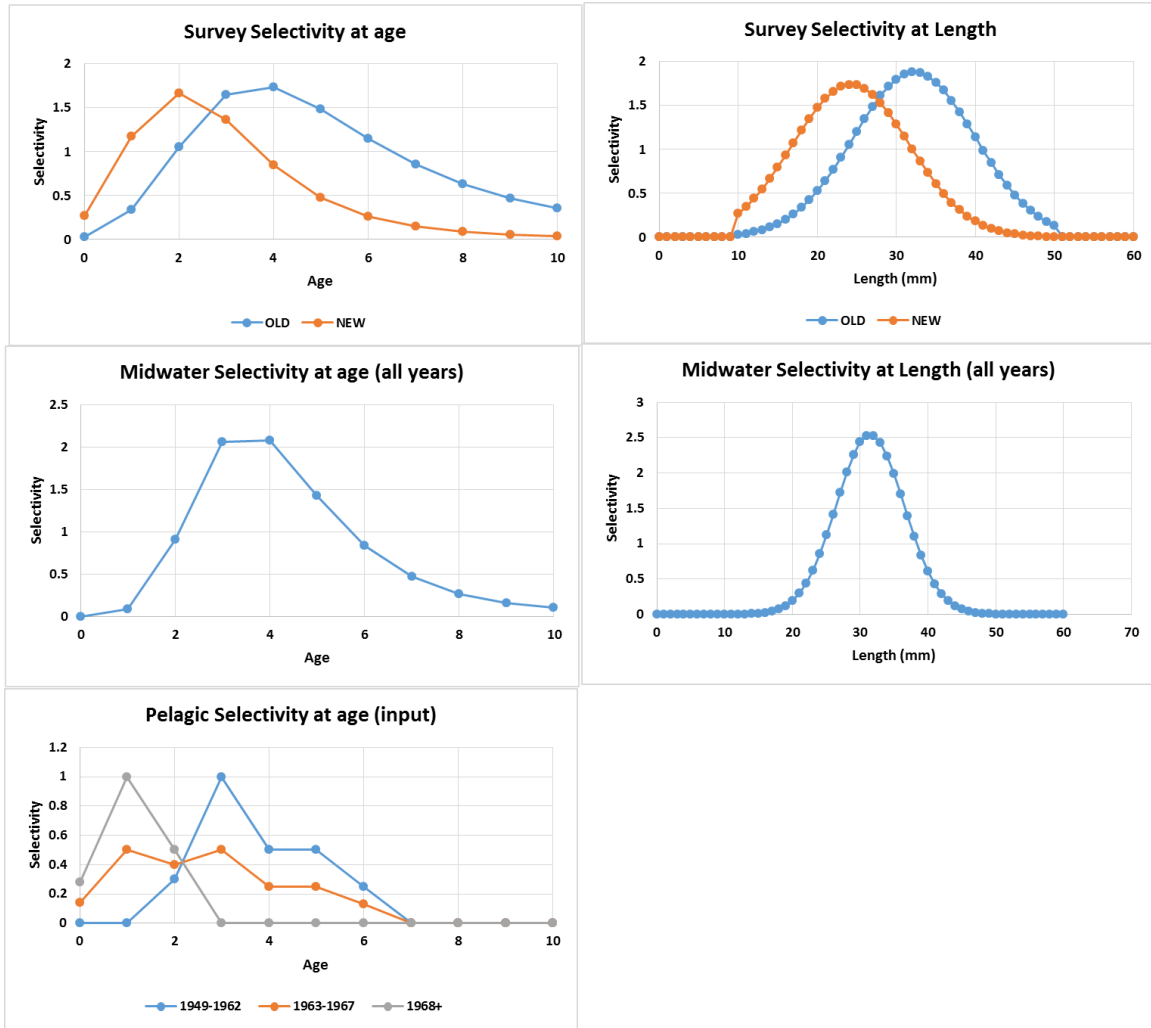 Survey Selectivity at age
Selectivity
2
1.5
1
0.5
0
0 2 4 6 8 10
Age
OLD NEW
Survey Selectivity at Length
Selectivity
2
1.5
1
0.5
0
0 10 20 30 40 50 60
Length (mm)
OLD NEW
Midwater Selectivity at age (all years)
Selectivity
2.5
2
1.5
1
0.5
0
0 2 4 6 8 10
Age
Midwater Selectivity at Length (all years)
Selectivity
3
2.5
2
1.5
1
0.5
0
0 10 20 30 40 50 60 70
Length (mm)
Pelagic Selectivity at age (input)
Selectivity
1.2
1
0.8
0.6
0.4
0.2
0
0 2 4 6 8 10
Age
1949-1962 1963-1967 1968+